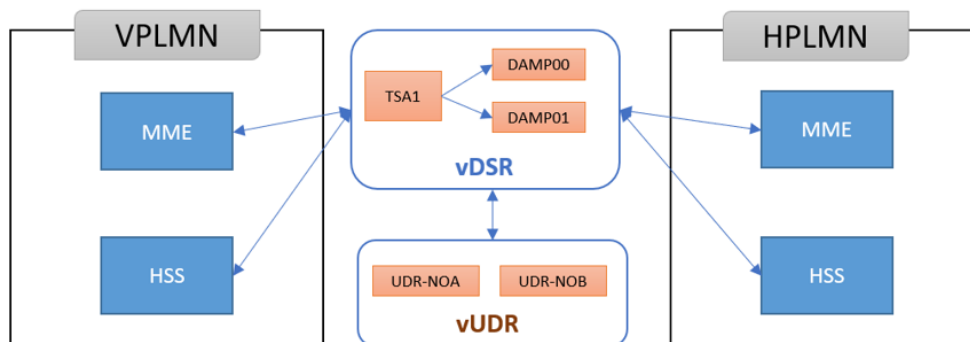 VPLMN
HPLMN
MME
HSS
TSA1
DAMP00
DAMP01
vDSR
UDR-NOA
UDR-NOB
vUDR
MME
HSS